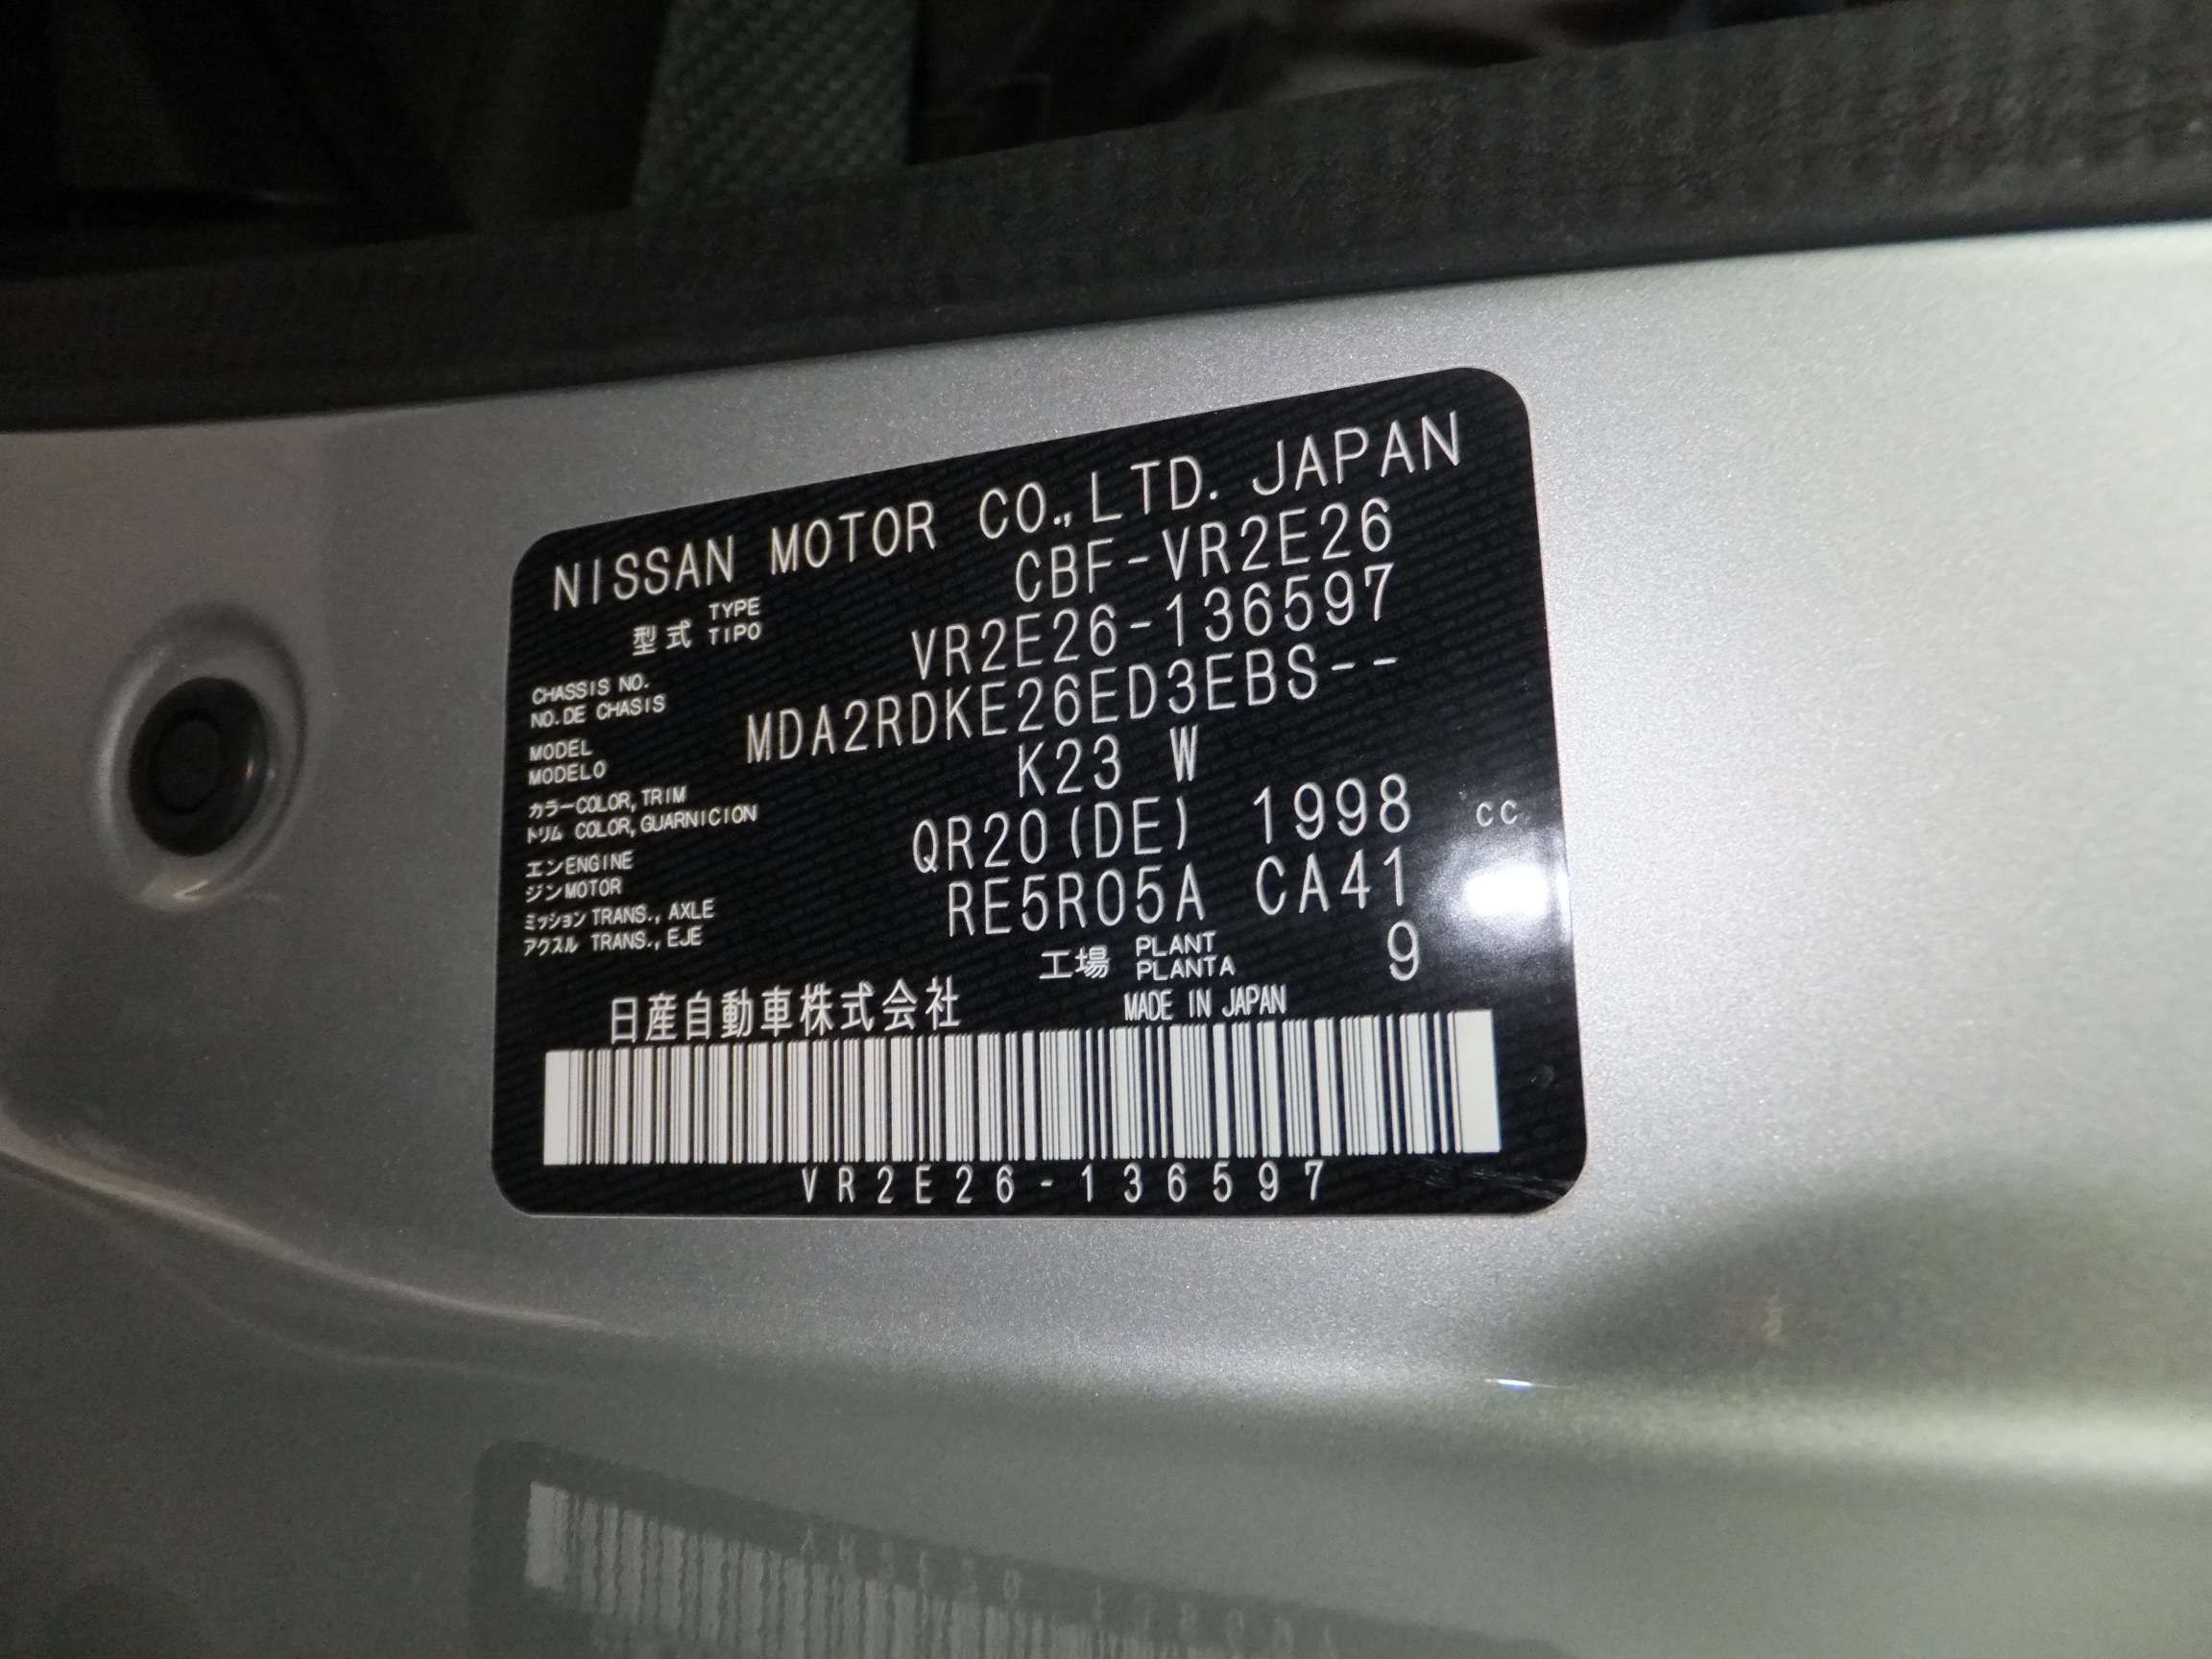 NISSAN MOTOR CO.,LTD. JAPAN
型式 TYPE TIPO CBF-VR2E26
CHASSIS NO. NO.DE CHASIS VR2E26-136597
MODEL MODELO MDA2RDKE26ED3EBS--
カラー COLOR, TRIM トリム COLOR, GUARNICION K23 W
エンジン ENGINE MOTOR QR20(DE) 1998 cc
ミッション TRANS., AXLE アクスル TRANS., EJE RE5R05A CA41
工場 PLANT PLANTA 9
日産自動車株式会社 MADE IN JAPAN
VR2E26-136597